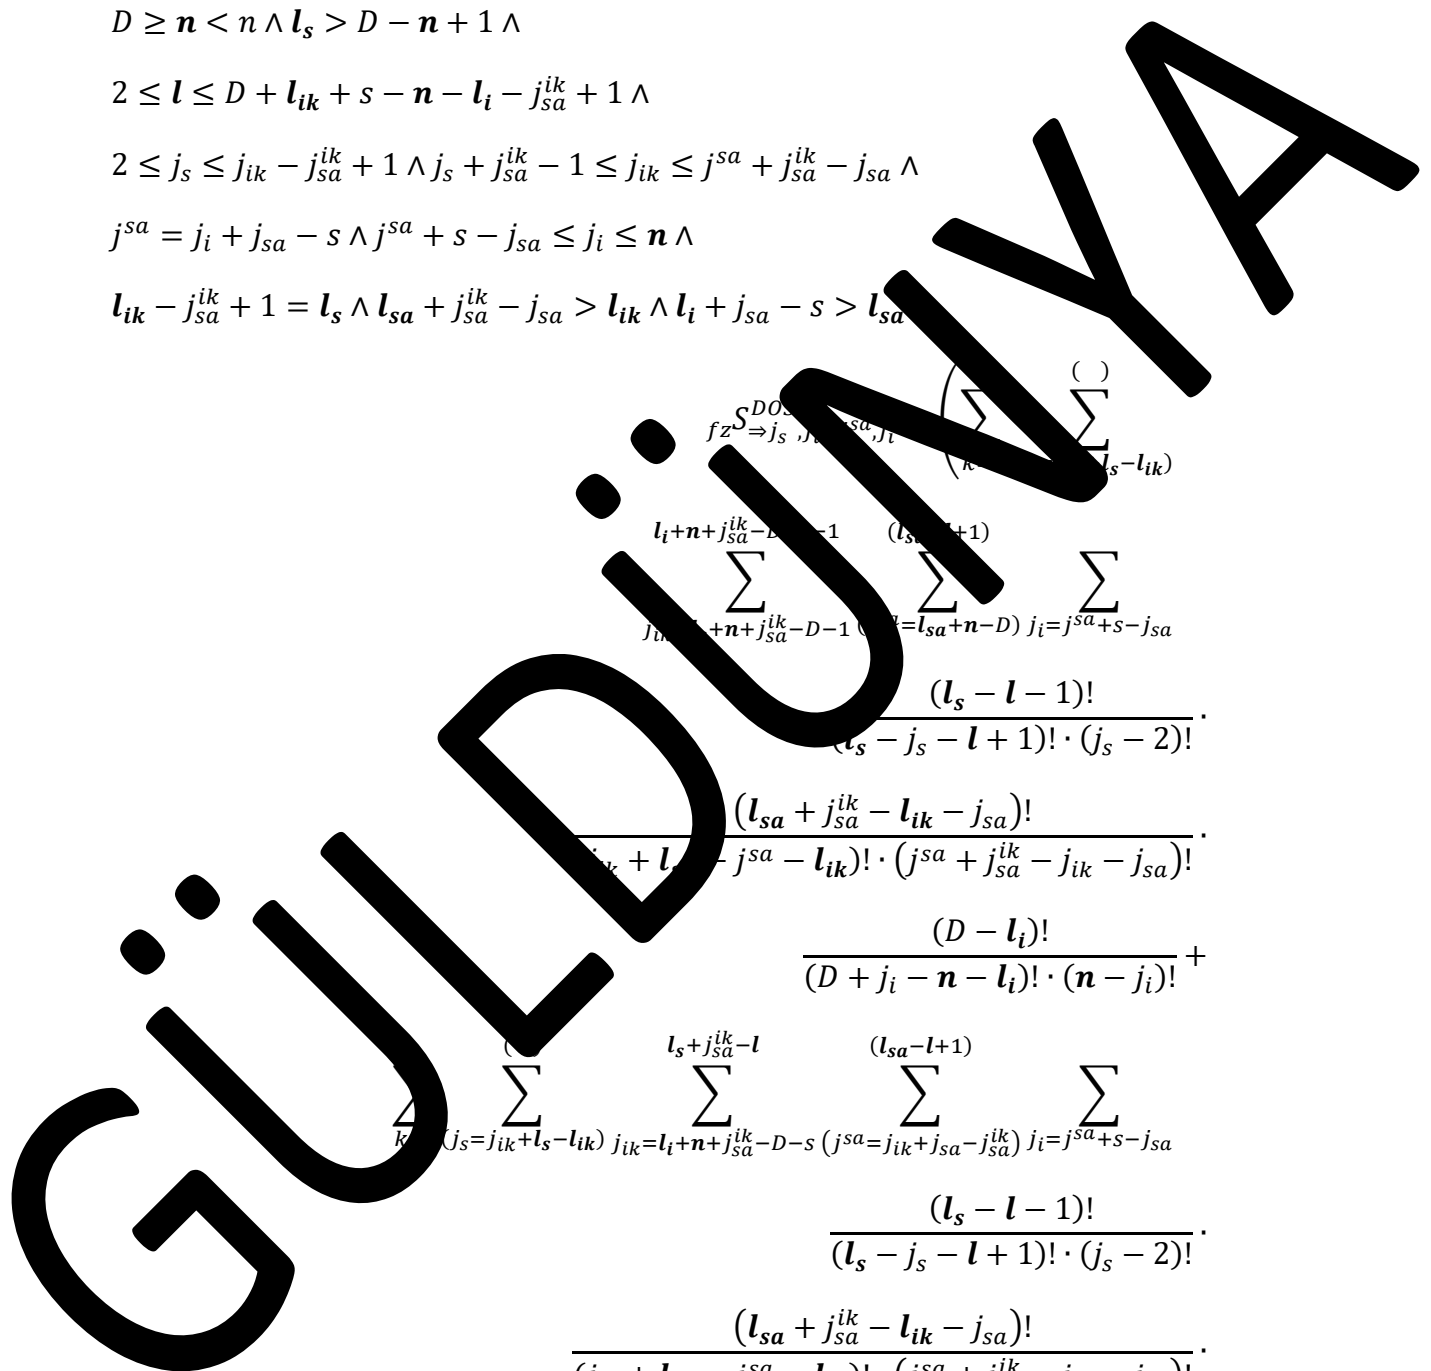 D ≥ n < n ∧ l_s > D − n + 1 ∧
2 ≤ l ≤ D + l_ik + s − n − l_i − j_sa^ik + 1 ∧
2 ≤ j_s ≤ j_ik − j_sa^ik + 1 ∧ j_s + j_sa^ik − 1 ≤ j_ik ≤ j^sa + j_sa^ik − j_sa ∧
j^sa = j_i + j_sa − s ∧ j^sa + s − j_sa ≤ j_i ≤ n ∧
l_ik − j_sa^ik + 1 = l_s ∧ l_sa + j_sa^ik − j_sa > l_ik ∧ l_i + j_sa − s > l_sa
( )
fz S ⇒ j_s ( ∑ ∑
l_s−l_ik)
l_i+n+j_sa^ik−
∑ ∑ ∑
+n+j_sa^ik−D−1 =l_sa+n−D) j_i=j^sa+s−j_sa
(l_s − l − 1)!
(l_s − j_s − l + 1)! · (j_s − 2)! ·
(l_sa + j_sa^ik − l_ik − j_sa)!
− j^sa − l_ik)! · (j^sa + j_sa^ik − j_ik − j_sa)! ·
(D − l_i)!
(D + j_i − n − l_i)! · (n − j_i)! +
l_s+j_sa^ik−l (l_sa−l+1)
∑ ∑ ∑ ∑ ∑
(j_s=j_ik+l_s−l_ik) j_ik=l_i+n+j_sa^ik−D−s (j^sa=j_ik+j_sa−j_sa^ik) j_i=j^sa+s−j_sa
(l_s − l − 1)!
(l_s − j_s − l + 1)! · (j_s − 2)! ·
(l_sa + j_sa^ik − l_ik − j_sa)!
GÜLDÜNYA